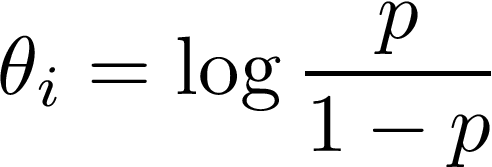 θ_i = log p / (1 − p)